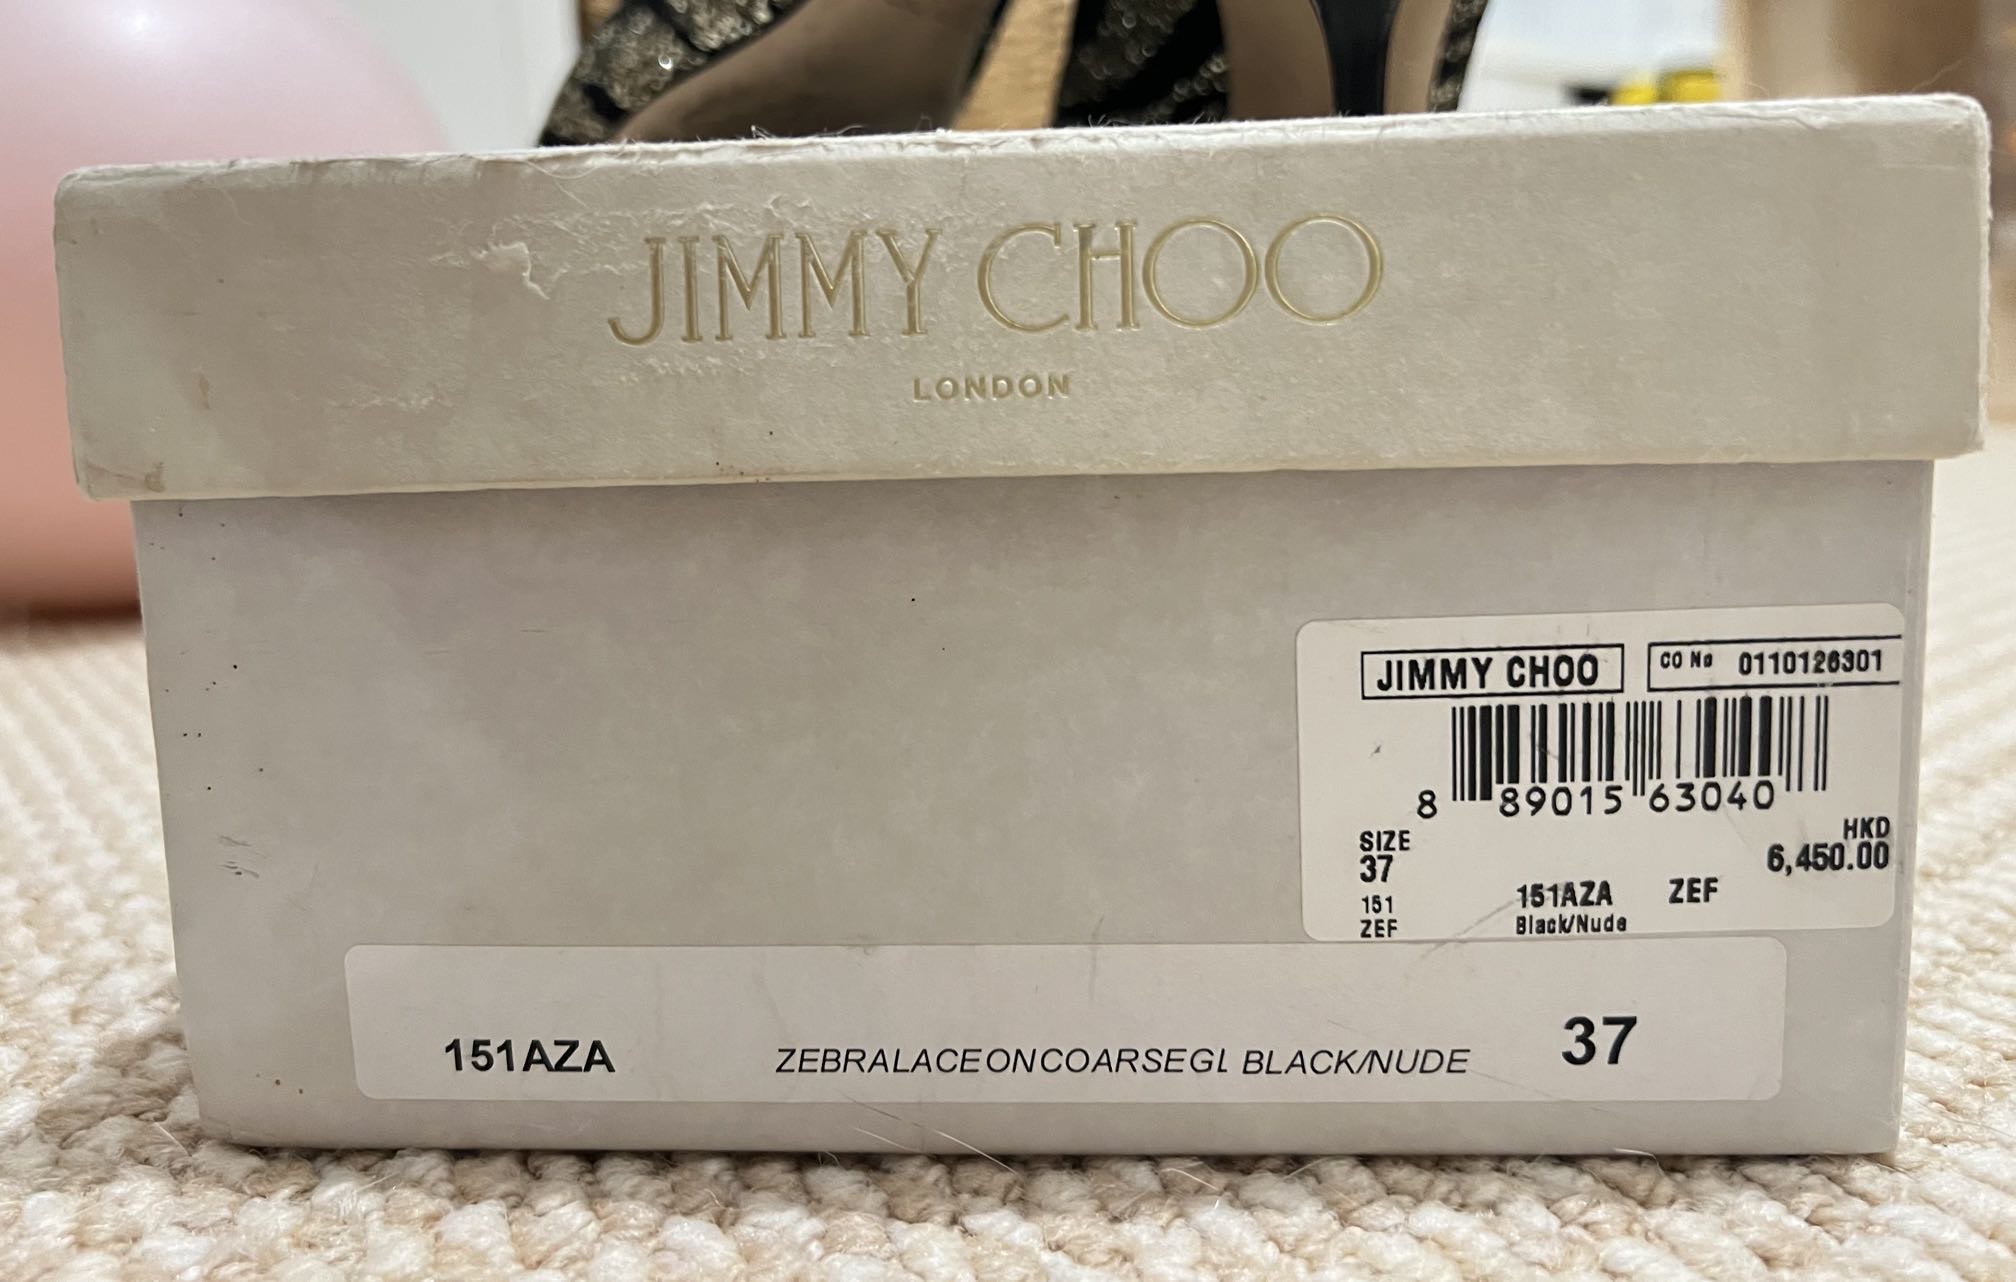 JIMMY CHOO
LONDON
JIMMY CHOO CO No 0110126301
8 89015 63040
HKD
6,450.00
SIZE
37
151 151AZA ZEF
ZEF Black/Nude
151AZA ZEBRALACEONCOARSEGL BLACK/NUDE 37